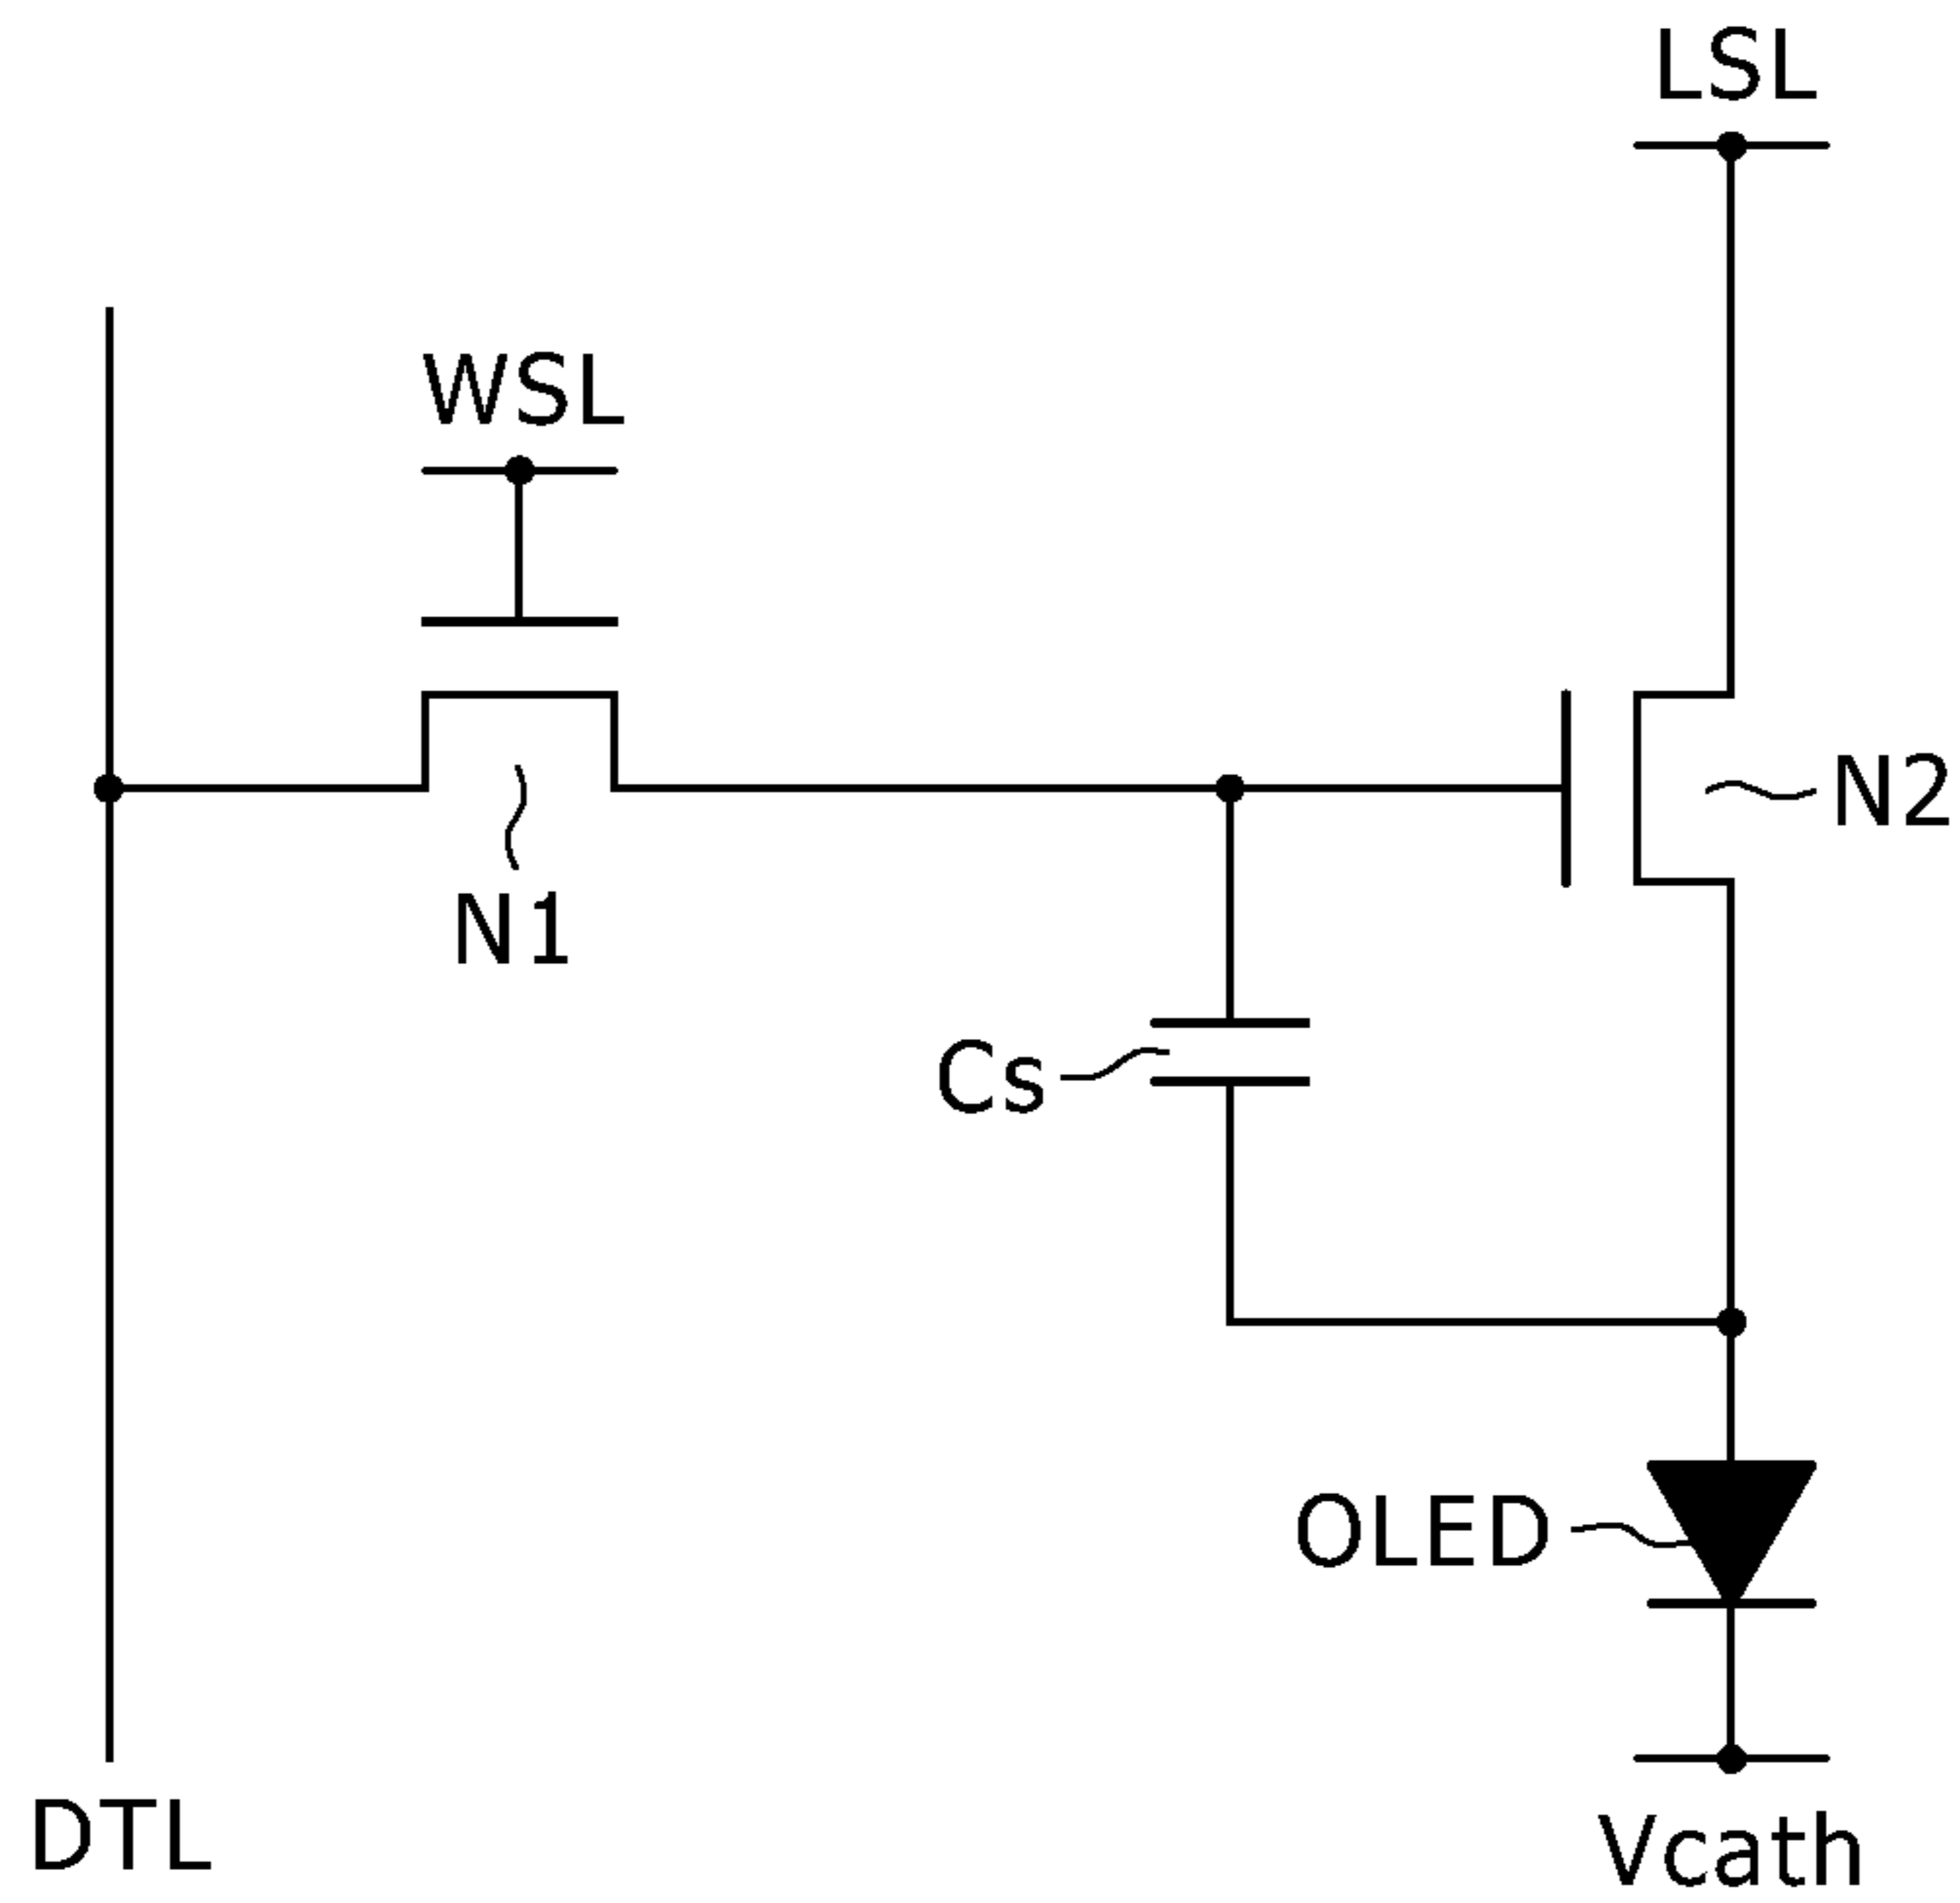 LSL
WSL
N2
N1
Cs
OLED
DTL
Vcath